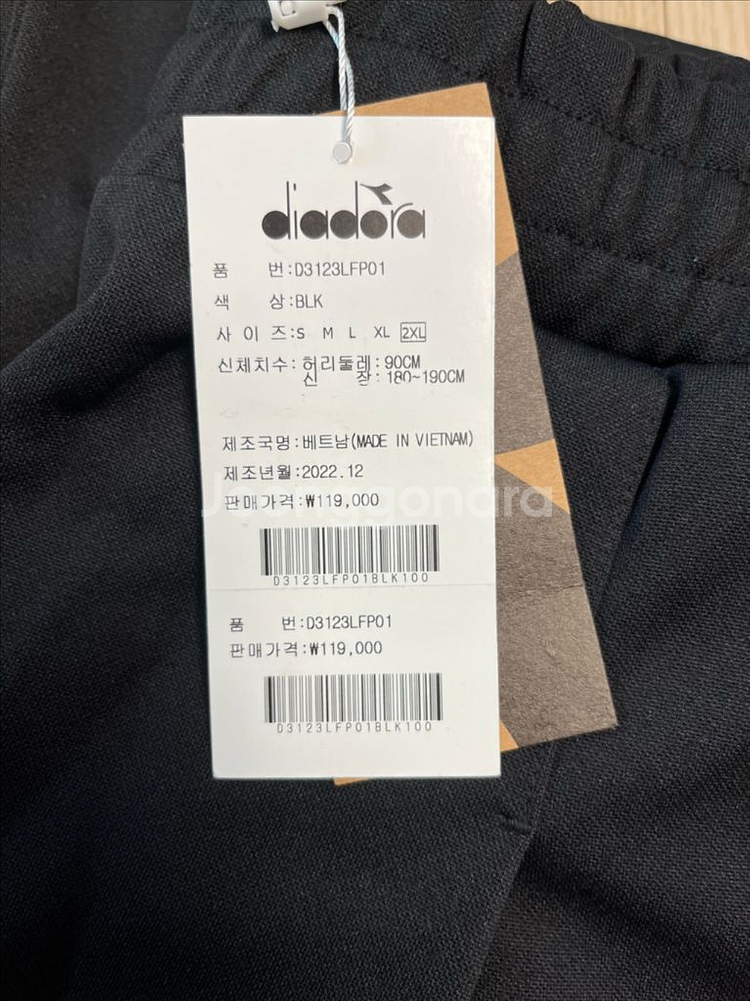 diadora
품 번:D3123LFP01
색 상:BLK
사 이 즈:S M L XL 2XL
신체치수:허리둘레:90CM
신 장:180~190CM
제조국명:베트남(MADE IN VIETNAM)
제조년월:2022.12
Joonggonara
판매가격:₩119,000
D3123LFP01BLK100
품 번:D3123LFP01
판매가격:₩119,000
D3123LFP01BLK100